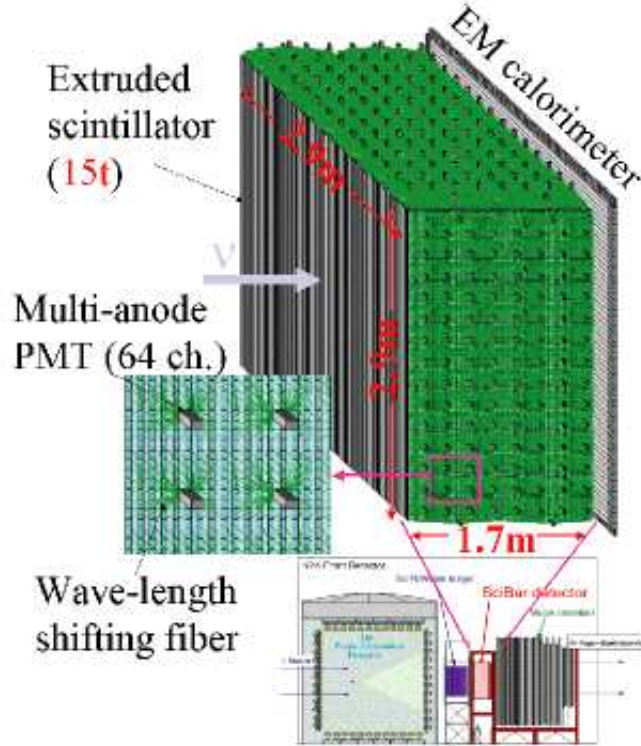 Extruded
scintillator
(15t)
EM calorimeter
2.9m
ν
Multi-anode
PMT (64 ch.)
2.9m
1.7m
Wave-length
shifting fiber
SciBar detector